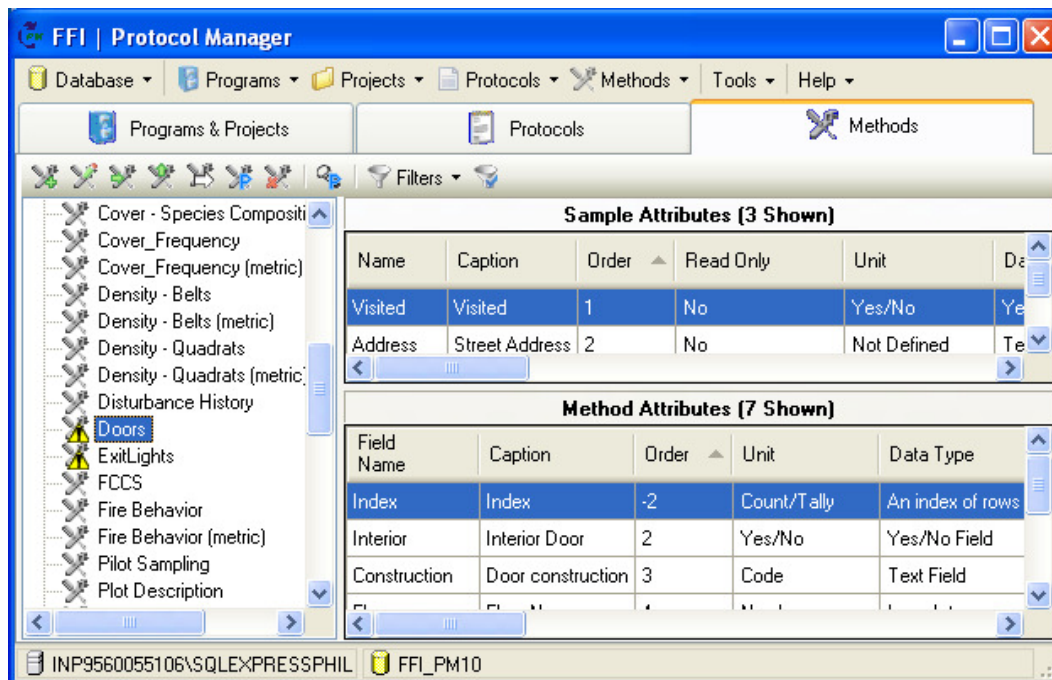 FFI | Protocol Manager
Database Programs Projects Protocols Methods Tools Help
Programs & Projects Protocols Methods
Filters
Cover - Species Compositi
Cover_Frequency
Cover_Frequency (metric)
Density - Belts
Density - Belts (metric)
Density - Quadrats
Density - Quadrats (metric)
Disturbance History
Doors
ExitLights
FCCS
Fire Behavior
Fire Behavior (metric)
Pilot Sampling
Plot Description
Sample Attributes (3 Shown)
Name Caption Order Read Only Unit Da
Visited Visited 1 No Yes/No Ye
Address Street Address 2 No Not Defined Te
Method Attributes (7 Shown)
Field Name Caption Order Unit Data Type
Index Index -2 Count/Tally An index of rows
Interior Interior Door 2 Yes/No Yes/No Field
Construction Door construction 3 Code Text Field
INP9560055106\SQLEXPRESSPHIL FFI_PM10